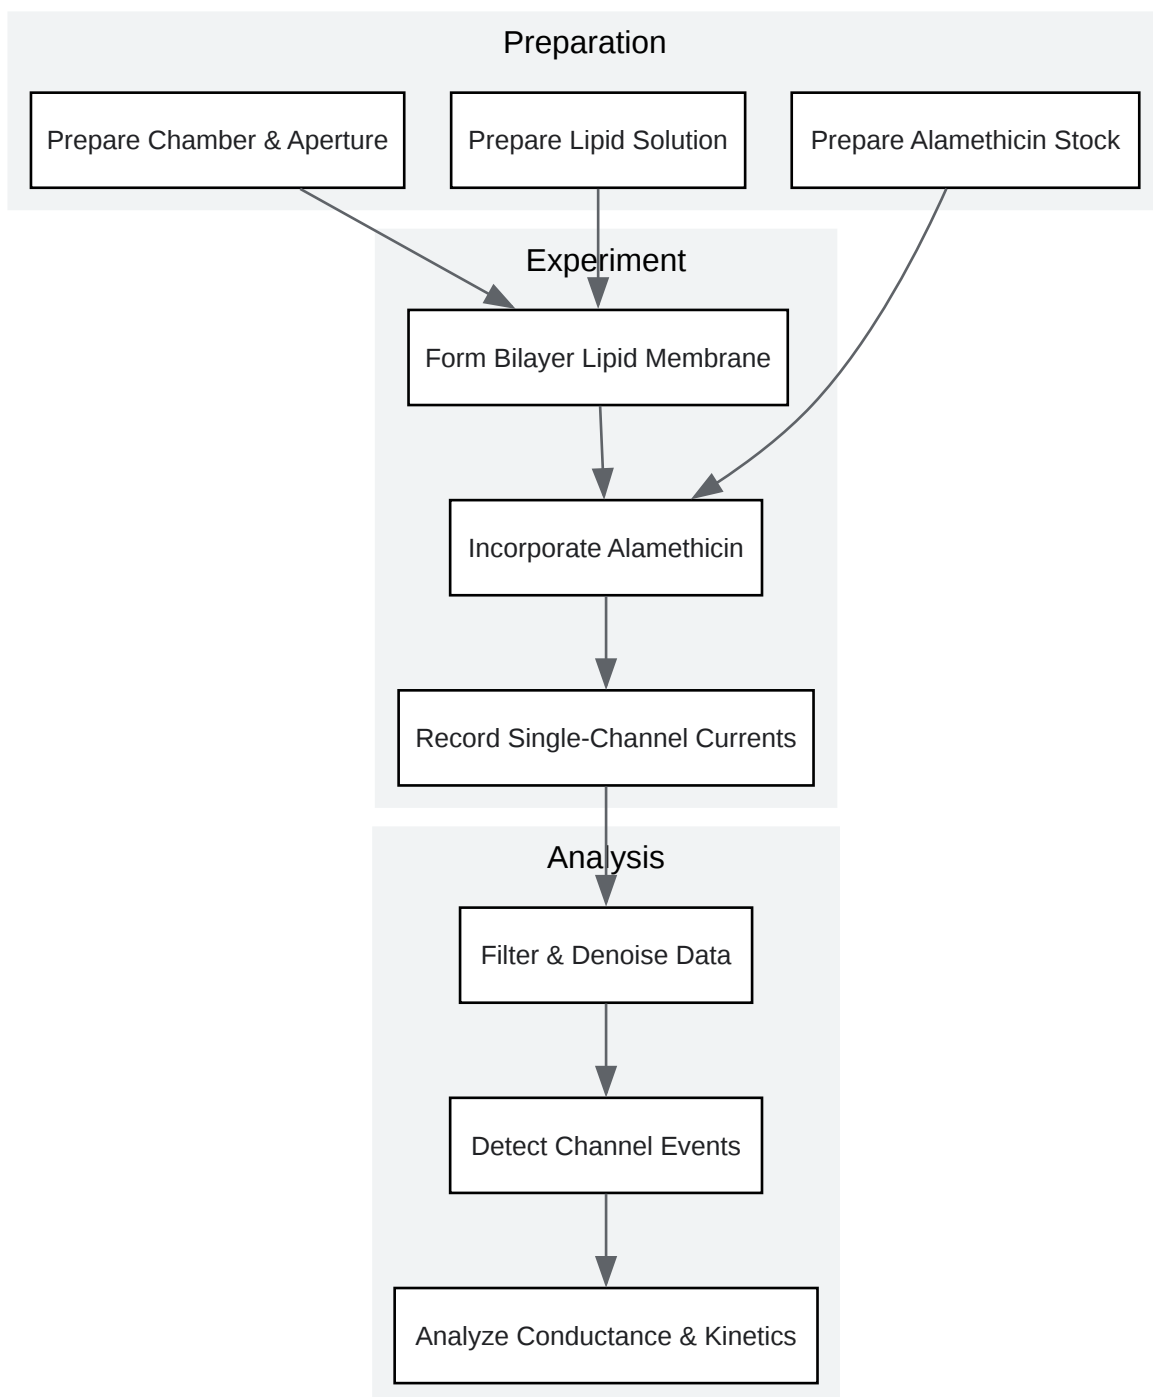 Preparation
Prepare Chamber & Aperture
Prepare Lipid Solution
Prepare Alamethicin Stock
Experiment
Form Bilayer Lipid Membrane
Incorporate Alamethicin
Record Single-Channel Currents
Analysis
Filter & Denoise Data
Detect Channel Events
Analyze Conductance & Kinetics